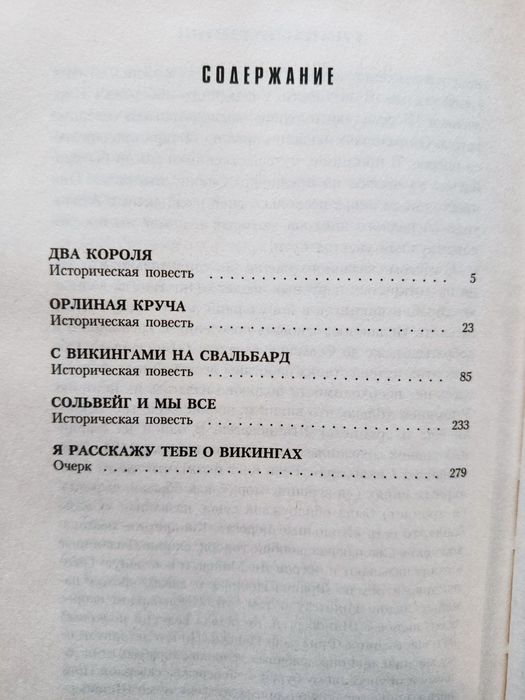 СОДЕРЖАНИЕ
ДВА КОРОЛЯ
Историческая повесть . . . . . . . . . . . . . . . . . . . . . . 5
ОРЛИНАЯ КРУЧА
Историческая повесть . . . . . . . . . . . . . . . . . . . . . 23
С ВИКИНГАМИ НА СВАЛЬБАРД
Историческая повесть . . . . . . . . . . . . . . . . . . . . . 85
СОЛЬВЕЙГ И МЫ ВСЕ
Историческая повесть . . . . . . . . . . . . . . . . . . . . 233
Я РАССКАЖУ ТЕБЕ О ВИКИНГАХ
Очерк . . . . . . . . . . . . . . . . . . . . . . . . . . . . . . 279